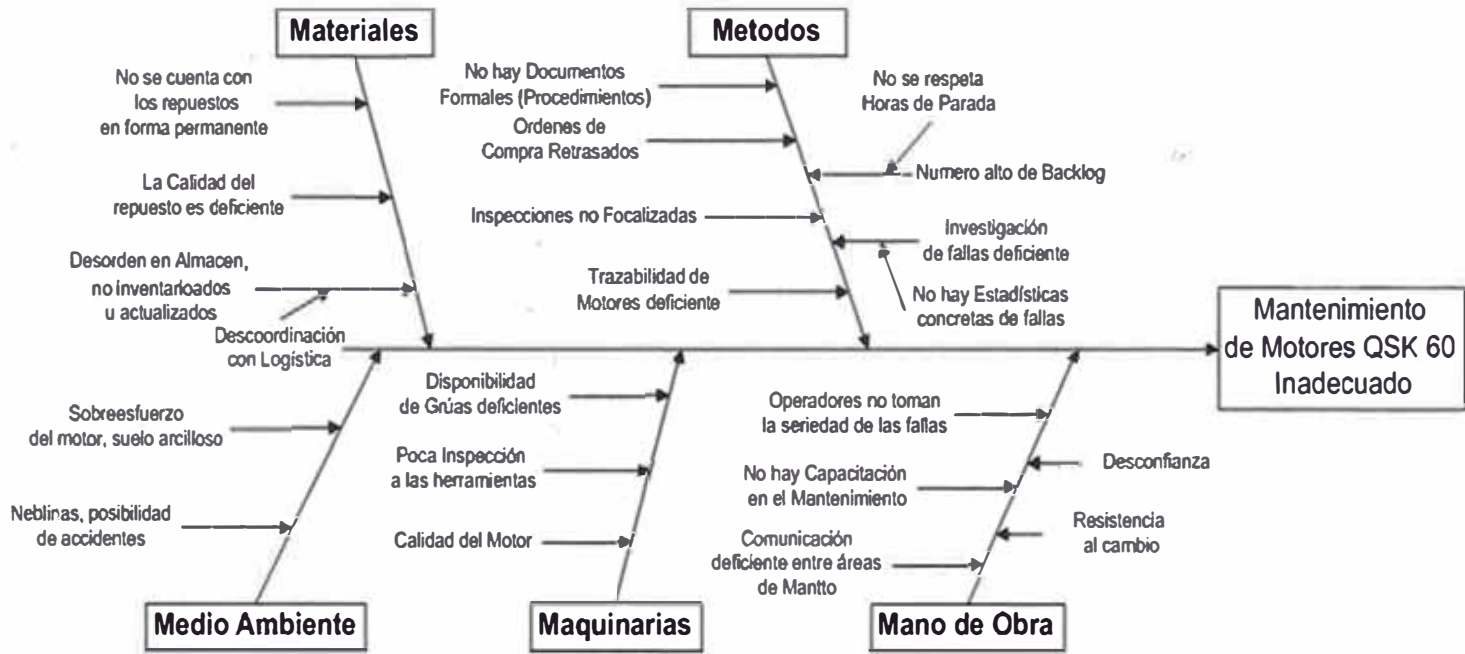 Materiales
Metodos
No se cuenta con
los repuestos
en forma permanente
La Calidad del
repuesto es deficiente
Desorden en Almacen,
no inventarloados
u actualizados
Descoordinación
con Logística
No hay Documentos
Formales (Procedimientos)
Ordenes de
Compra Retrasados
Inspecciones no Focalizadas
Trazabilidad de
Motores deficiente
No se respeta
Horas de Parada
Numero alto de Backlog
Investigación
de fallas deficiente
No hay Estadísticas
concretas de fallas
Mantenimiento
de Motores QSK 60
Inadecuado
Sobreesfuerzo
del motor, suelo arcilloso
Neblinas, posibilidad
de accidentes
Disponibilidad
de Grúas deficientes
Poca Inspección
a las herramientas
Calidad del Motor
Operadores no toman
la seriedad de las fallas
No hay Capacitación
en el Mantenimiento
Comunicación
deficiente entre áreas
de Mantto
Desconfianza
Resistencia
al cambio
Medio Ambiente
Maquinarias
Mano de Obra